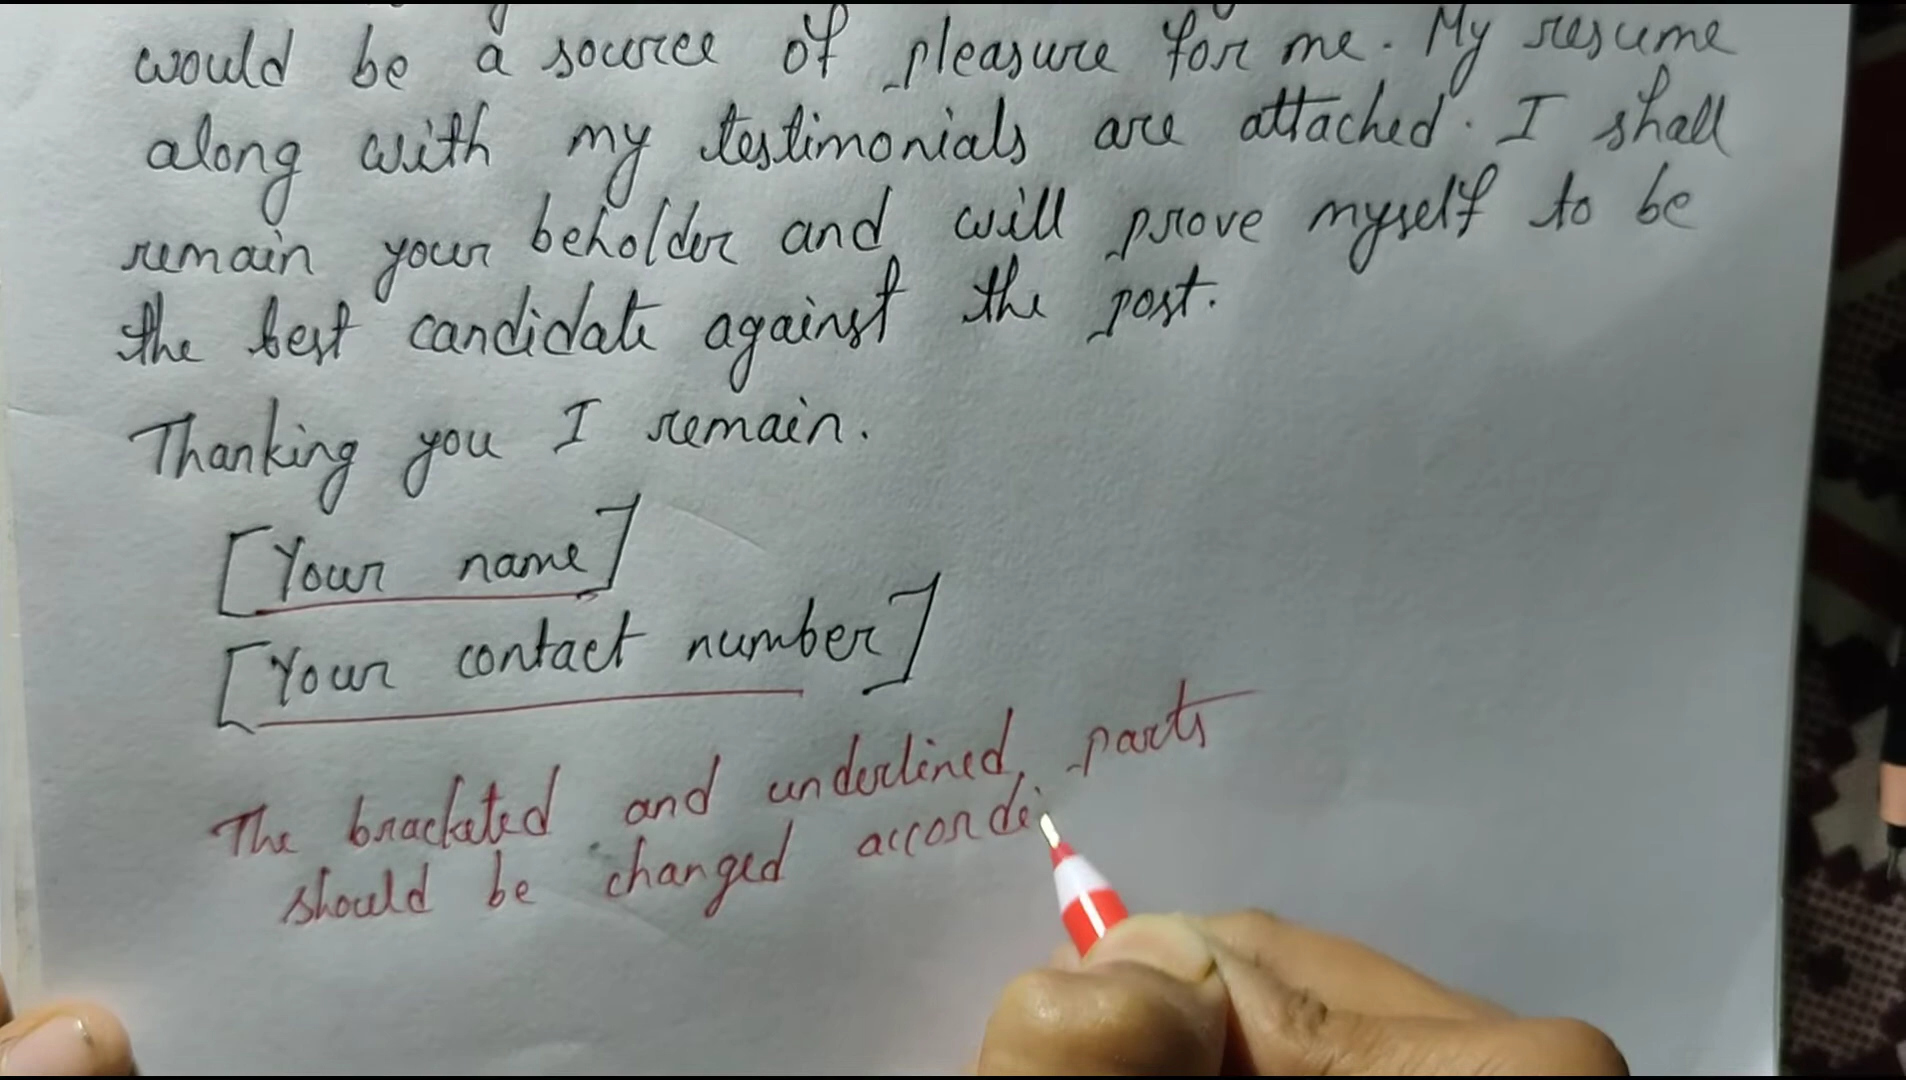 would be a source of pleasure for me. My resume
along with my testimonials are attached. I shall
remain your beholder and will prove myself to be
the best candidate against the post.
Thanking you I remain.
[Your name]
[Your contact number]
The bracketed and underlined parts
should be changed accordi